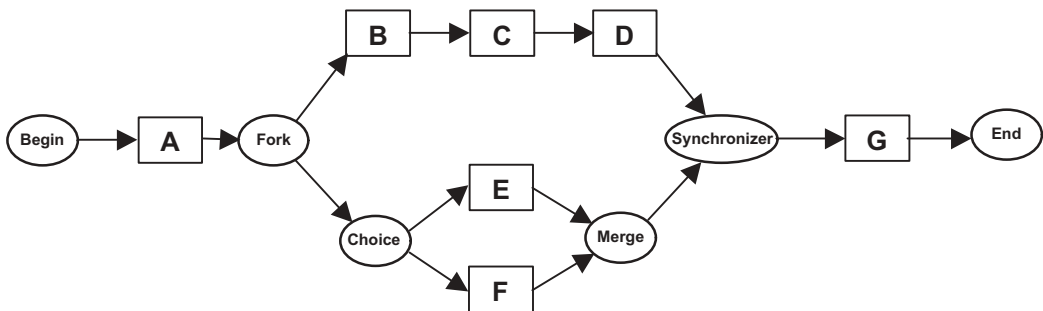 B
C
D
Begin
A
Fork
Synchronizer
G
End
E
Choice
Merge
F